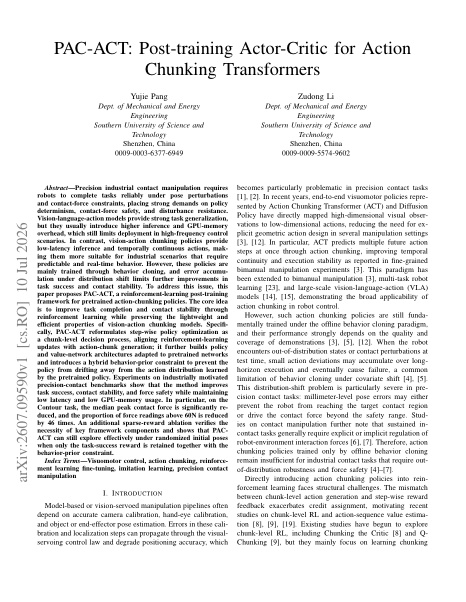 PAC-ACT: Post-training Actor-Critic for Action
Chunking Transformers
Yujie Pang
Dept. of Mechanical and Energy
Engineering
Southern University of Science and
Technology
Shenzhen, China
0009-0003-6377-6949
Zudong Li
Dept. of Mechanical and Energy
Engineering
Southern University of Science and
Technology
Shenzhen, China
0009-0009-5574-9602
arXiv:2607.09590v1 [cs.RO] 10 Jul 2026
Abstract—Precision industrial contact manipulation requires
robots to complete tasks reliably under pose perturbations
and contact-force constraints, placing strong demands on policy
determinism, contact-force safety, and disturbance resistance.
Vision-language-action models provide strong task generalization,
but they usually introduce higher inference and GPU-memory
overhead, which still limits deployment in high-frequency control
scenarios. In contrast, vision-action chunking policies provide
low-latency inference and temporally continuous actions, mak-
ing them more suitable for industrial scenarios that require
predictable and real-time behavior. However, these policies are
mainly trained through behavior cloning, and error accumula-
tion under distribution shift limits further improvements in
task success and contact stability. To address this issue, this
paper proposes PAC-ACT, a reinforcement-learning post-training
framework for pretrained action-chunking policies. The core idea
is to improve task completion and contact stability through
reinforcement learning while preserving the lightweight and
efficient properties of vision-action chunking models. Specifi-
cally, PAC-ACT reformulates step-wise policy optimization as
a chunk-level decision process, aligning reinforcement-learning
updates with action-chunk generation; it further builds policy
and value-network architectures adapted to pretrained networks
and introduces a hybrid behavior-prior constraint to prevent the
policy from drifting away from the action distribution learned
by the pretrained policy. Experiments on industrially motivated
precision-contact benchmarks show that the method improves
task success, contact stability, and force safety while maintaining
low latency and low GPU-memory usage. In particular, on the
Contour task, the median peak contact force is significantly re-
duced, and the proportion of force readings above 60N is reduced
by 46 times. An additional sparse-reward ablation verifies the
necessity of key framework components and shows that PAC-
ACT can still explore effectively under randomized initial poses
when only the task-success reward is retained together with the
behavior-prior constraint.
Index Terms—Visuomotor control, action chunking, reinforce-
ment learning fine-tuning, imitation learning, precision contact
manipulation
I. INTRODUCTION
Model-based or vision-servoed manipulation pipelines often
depend on accurate camera calibration, hand-eye calibration,
and object or end-effector pose estimation. Errors in these cali-
bration and localization steps can propagate through the visual-
servoing control law and degrade positioning accuracy, which
becomes particularly problematic in precision contact tasks
[1], [2]. In recent years, end-to-end visuomotor policies repre-
sented by Action Chunking Transformer (ACT) and Diffusion
Policy have directly mapped high-dimensional visual obser-
vations to low-dimensional actions, reducing the need for ex-
plicit geometric action design in several manipulation settings
[3], [12]. In particular, ACT predicts multiple future action
steps at once through action chunking, improving temporal
continuity and execution stability as reported in fine-grained
bimanual manipulation experiments [3]. This paradigm has
been extended to bimanual manipulation [3], multi-task robot
learning [23], and large-scale vision-language-action (VLA)
models [14], [15], demonstrating the broad applicability of
action chunking in robot control.
However, such action chunking policies are still funda-
mentally trained under the offline behavior cloning paradigm,
and their performance strongly depends on the quality and
coverage of demonstrations [3], [5], [12]. When the robot
encounters out-of-distribution states or contact perturbations at
test time, small action deviations may accumulate over long-
horizon execution and eventually cause failure, a common
limitation of behavior cloning under covariate shift [4], [5].
This distribution-shift problem is particularly severe in pre-
cision contact tasks: millimeter-level pose errors may either
prevent the robot from reaching the target contact region
or drive the contact force beyond the safety range. Stud-
ies on contact manipulation further note that sustained in-
contact tasks generally require explicit or implicit regulation of
robot-environment interaction forces [6], [7]. Therefore, action
chunking policies trained only by offline behavior cloning
remain insufficient for industrial contact tasks that require out-
of-distribution robustness and force safety [4]–[7].
Directly introducing action chunking policies into rein-
forcement learning faces structural challenges. The mismatch
between chunk-level action generation and step-wise reward
feedback exacerbates credit assignment, motivating recent
studies on chunk-level RL and action-sequence value estima-
tion [8], [9], [19]. Existing studies have begun to explore
chunk-level RL, including Chunking the Critic [8] and Q-
Chunking [9], but they mainly focus on learning chunking